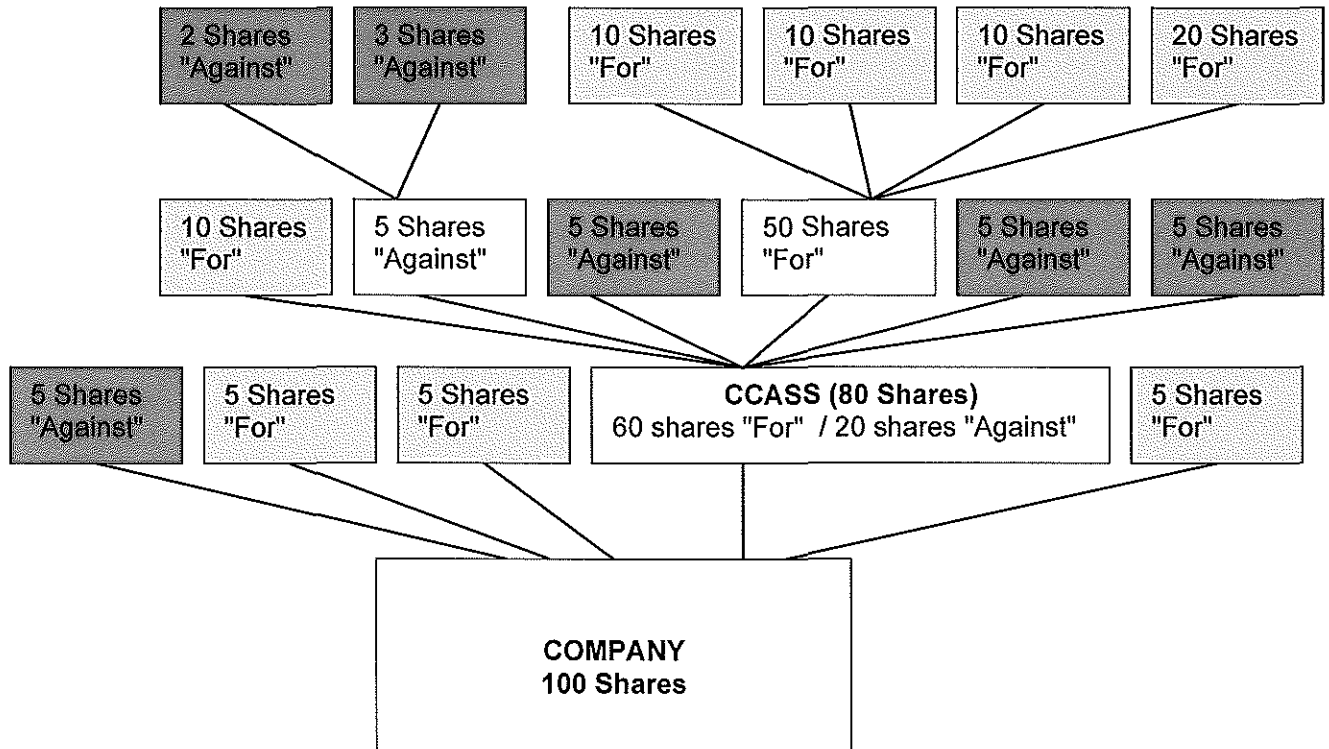 2 Shares
"Against"
3 Shares
"Against"
10 Shares
"For"
10 Shares
"For"
10 Shares
"For"
20 Shares
"For"
10 Shares
"For"
5 Shares
"Against"
5 Shares
"Against"
50 Shares
"For"
5 Shares
"Against"
5 Shares
"Against"
5 Shares
"Against"
5 Shares
"For"
5 Shares
"For"
CCASS (80 Shares)
60 shares "For" / 20 shares "Against"
5 Shares
"For"
COMPANY
100 Shares